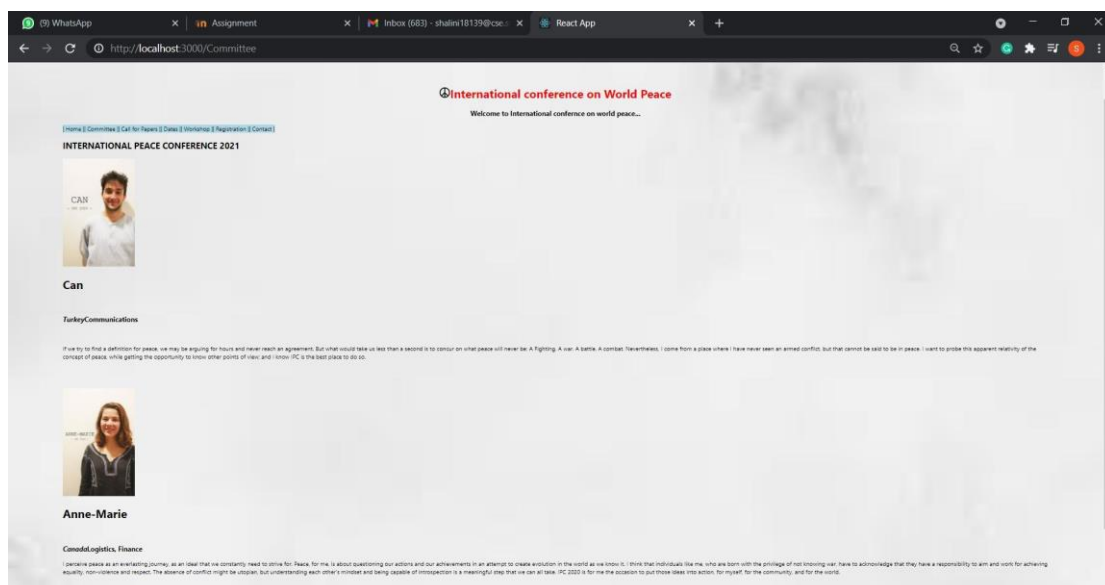 (9) WhatsApp
Assignment
Inbox (683) - shalini18139@cse.s
React App
http://localhost:3000/Committee
International conference on World Peace
Welcome to International confernce on world peace...
| Home || Committee || Call for Papers || Dates || Workshop || Registration || Contact |
INTERNATIONAL PEACE CONFERENCE 2021
CAN
Can
TurkeyCommunications
If we try to find a definition for peace, we may be arguing for hours and never reach an agreement. But what would take us less than a second is to concur on what peace will never be: A Fighting. A war. A battle. A combat. Nevertheless, I come from a place where I have never seen an armed conflict, but that cannot be said to be in peace. I want to probe this apparent relativity of the
concept of peace, while getting the opportunity to know other points of view; and I know IPC is the best place to do so.
ANNE-MARIE
Anne-Marie
CanadaLogistics, Finance
I perceive peace as an everlasting journey, as an ideal that we constantly need to strive for. Peace, for me, is about questioning our actions and our achievements in an attempt to create evolution in the world as we know it. I think that individuals like me, who are born with the privilege of not knowing war, have to acknowledge that they have a responsibility to aim and work for achieving
equality, non-violence and respect. The absence of conflict might be utopian, but understanding each other's mindset and being capable of introspection is a meaningful step that we can all take. IPC 2020 is for me the occasion to put those ideas into action, for myself, for the community, and for the world.